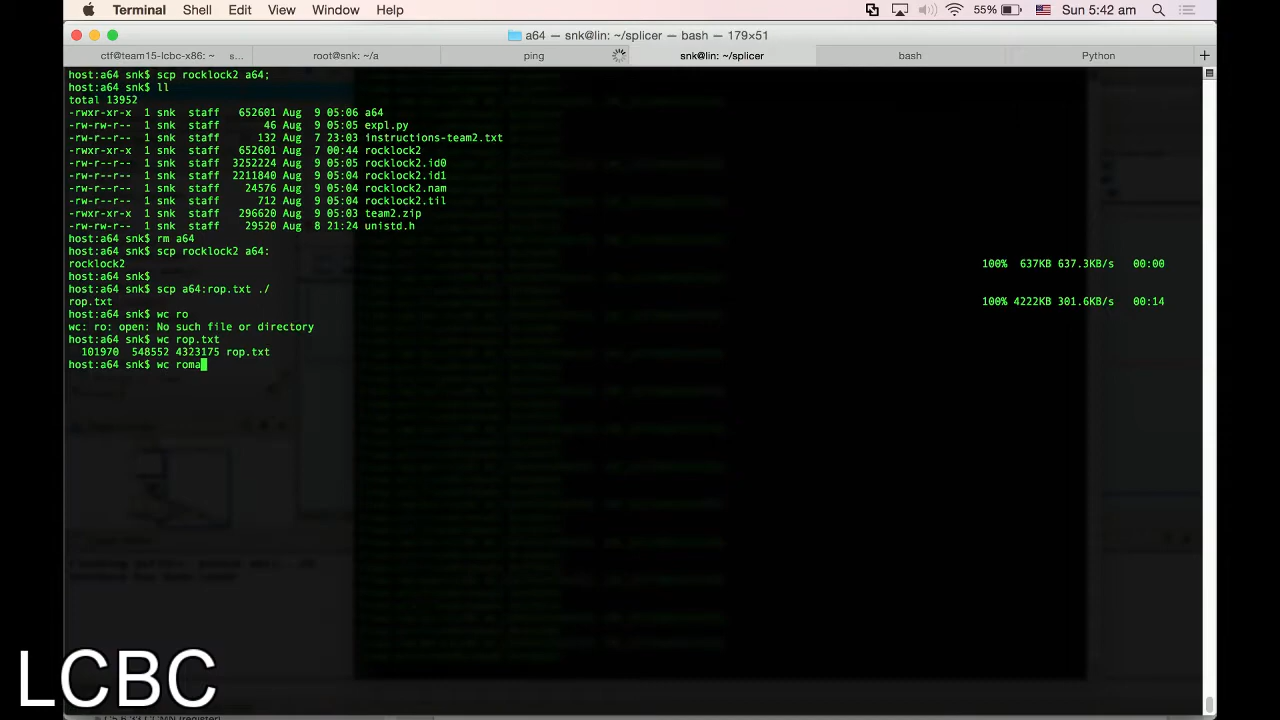 Terminal Shell Edit View Window Help 55% Sun 5:42 am
a64 — snk@lin: ~/splicer — bash — 179×51
ctf@team15-lcbc-x86: ~ s... root@snk: ~/a ping snk@lin: ~/splicer bash Python +
host:a64 snk$ scp rocklock2 a64;
host:a64 snk$ ll
total 13952
-rwxr-xr-x 1 snk staff 652601 Aug 9 05:06 a64
-rw-rw-r-- 1 snk staff 46 Aug 9 05:05 expl.py
-rw-r--r-- 1 snk staff 132 Aug 7 23:03 instructions-team2.txt
-rwxr-xr-x 1 snk staff 652601 Aug 7 00:44 rocklock2
-rw-r--r-- 1 snk staff 3252224 Aug 9 05:05 rocklock2.id0
-rw-r--r-- 1 snk staff 2211840 Aug 9 05:04 rocklock2.id1
-rw-r--r-- 1 snk staff 24576 Aug 9 05:04 rocklock2.nam
-rw-r--r-- 1 snk staff 712 Aug 9 05:04 rocklock2.til
-rwxr-xr-x 1 snk staff 296620 Aug 9 05:03 team2.zip
-rw-rw-r-- 1 snk staff 29520 Aug 8 21:24 unistd.h
host:a64 snk$ rm a64
host:a64 snk$ scp rocklock2 a64:
rocklock2 100% 637KB 637.3KB/s 00:00
host:a64 snk$
host:a64 snk$ scp a64:rop.txt ./
rop.txt 100% 4222KB 301.6KB/s 00:14
host:a64 snk$ wc ro
wc: ro: open: No such file or directory
host:a64 snk$ wc rop.txt
101970 548552 4323175 rop.txt
host:a64 snk$ wc roma
LCBC